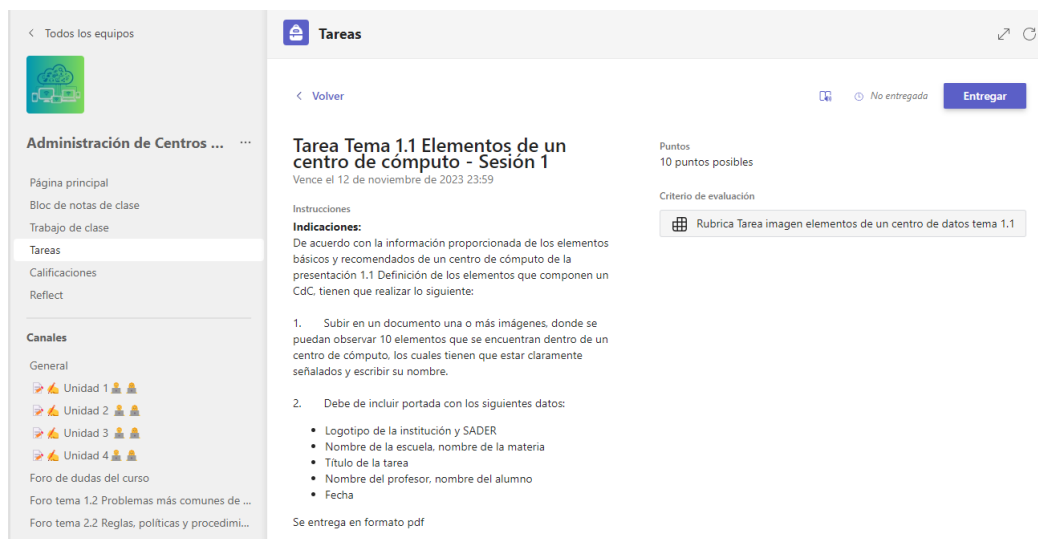 Todos los equipos
Administración de Centros ...
Página principal
Bloc de notas de clase
Trabajo de clase
Tareas
Calificaciones
Reflect
Canales
General
Unidad 1
Unidad 2
Unidad 3
Unidad 4
Foro de dudas del curso
Foro tema 1.2 Problemas más comunes de ...
Foro tema 2.2 Reglas, políticas y procedimi...
Tareas
Volver
No entregada
Entregar
Tarea Tema 1.1 Elementos de un
centro de cómputo - Sesión 1
Vence el 12 de noviembre de 2023 23:59
Instrucciones
Indicaciones:
De acuerdo con la información proporcionada de los elementos
básicos y recomendados de un centro de cómputo de la
presentación 1.1 Definición de los elementos que componen un
CdC, tienen que realizar lo siguiente:
1. Subir en un documento una o más imágenes, donde se
puedan observar 10 elementos que se encuentran dentro de un
centro de cómputo, los cuales tienen que estar claramente
señalados y escribir su nombre.
2. Debe de incluir portada con los siguientes datos:
• Logotipo de la institución y SADER
• Nombre de la escuela, nombre de la materia
• Título de la tarea
• Nombre del profesor, nombre del alumno
• Fecha
Se entrega en formato pdf
Puntos
10 puntos posibles
Criterio de evaluación
Rubrica Tarea imagen elementos de un centro de datos tema 1.1